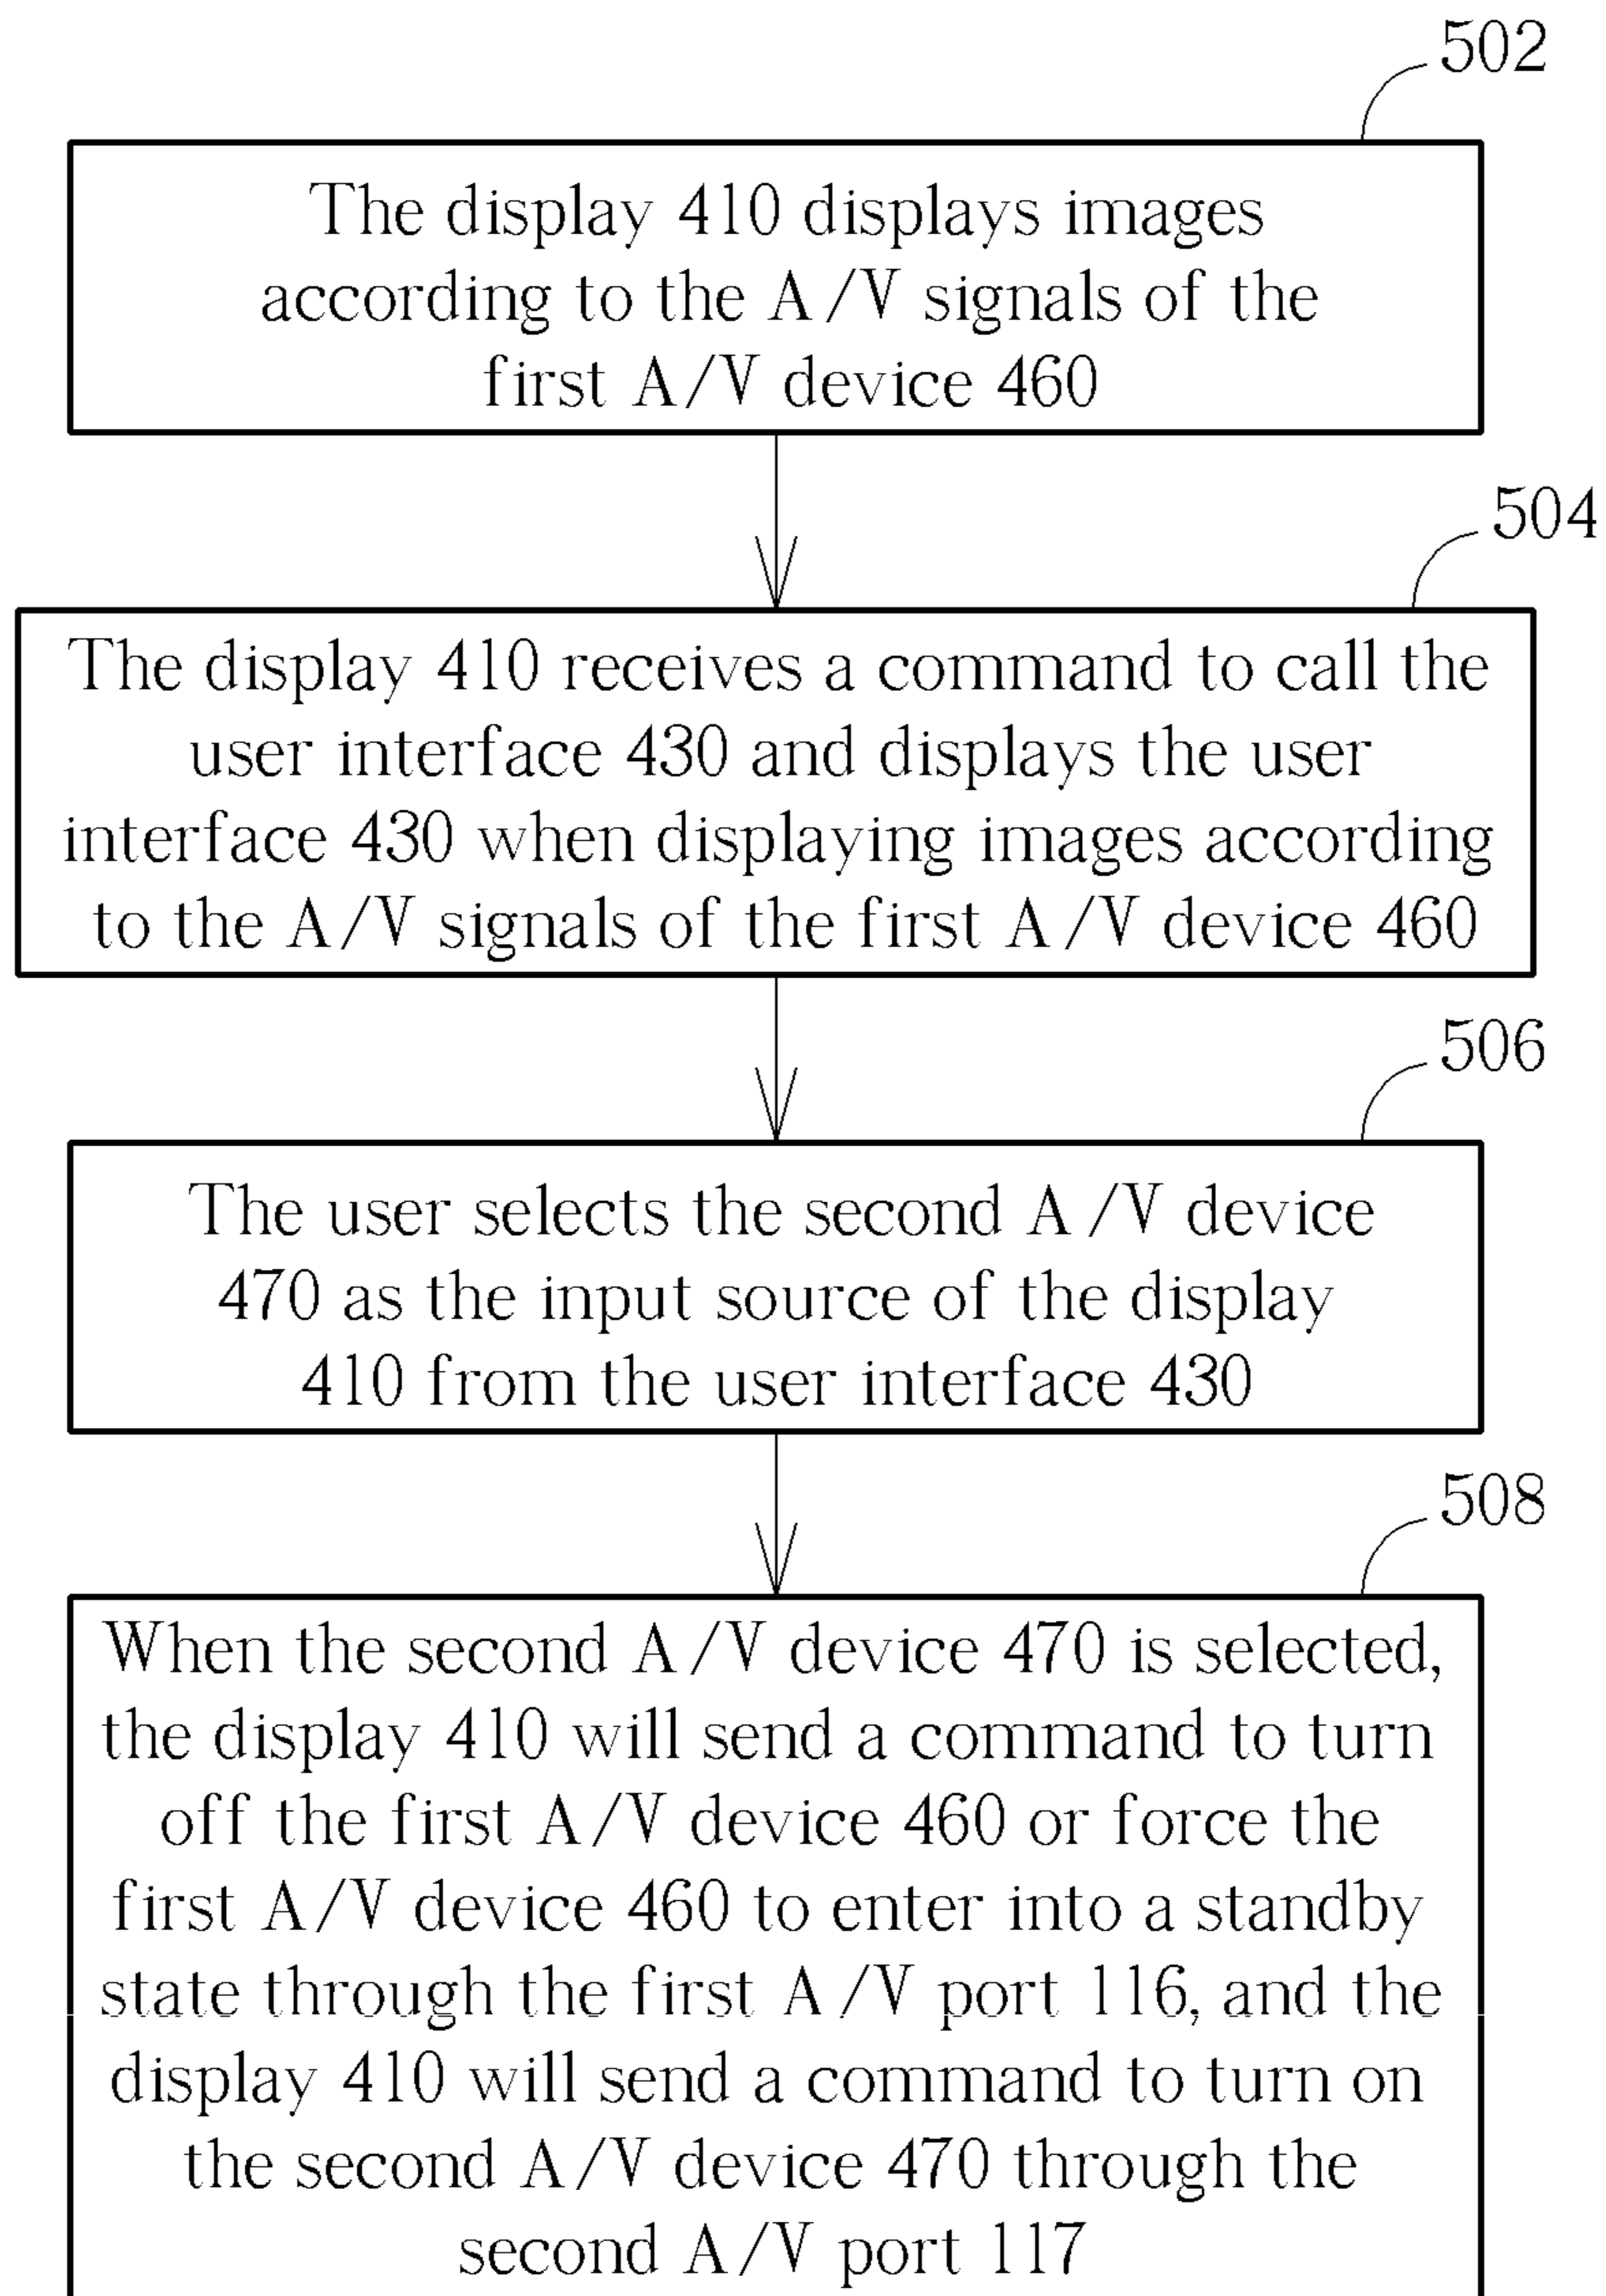 502
The display 410 displays images
according to the A/V signals of the
first A/V device 460
504
The display 410 receives a command to call the
user interface 430 and displays the user
interface 430 when displaying images according
to the A/V signals of the first A/V device 460
506
The user selects the second A/V device
470 as the input source of the display
410 from the user interface 430
508
When the second A/V device 470 is selected,
the display 410 will send a command to turn
off the first A/V device 460 or force the
first A/V device 460 to enter into a standby
state through the first A/V port 116, and the
display 410 will send a command to turn on
the second A/V device 470 through the
second A/V port 117